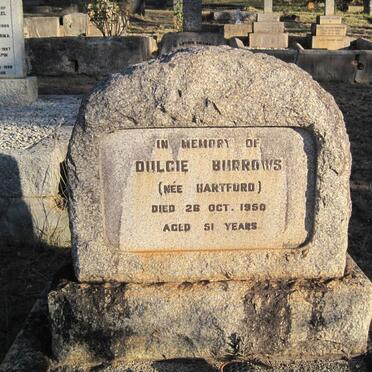 IN MEMORY OF
DULCIE BURROWS
(NÉE HARTFORD)
DIED 26 OCT. 1950
AGED 51 YEARS